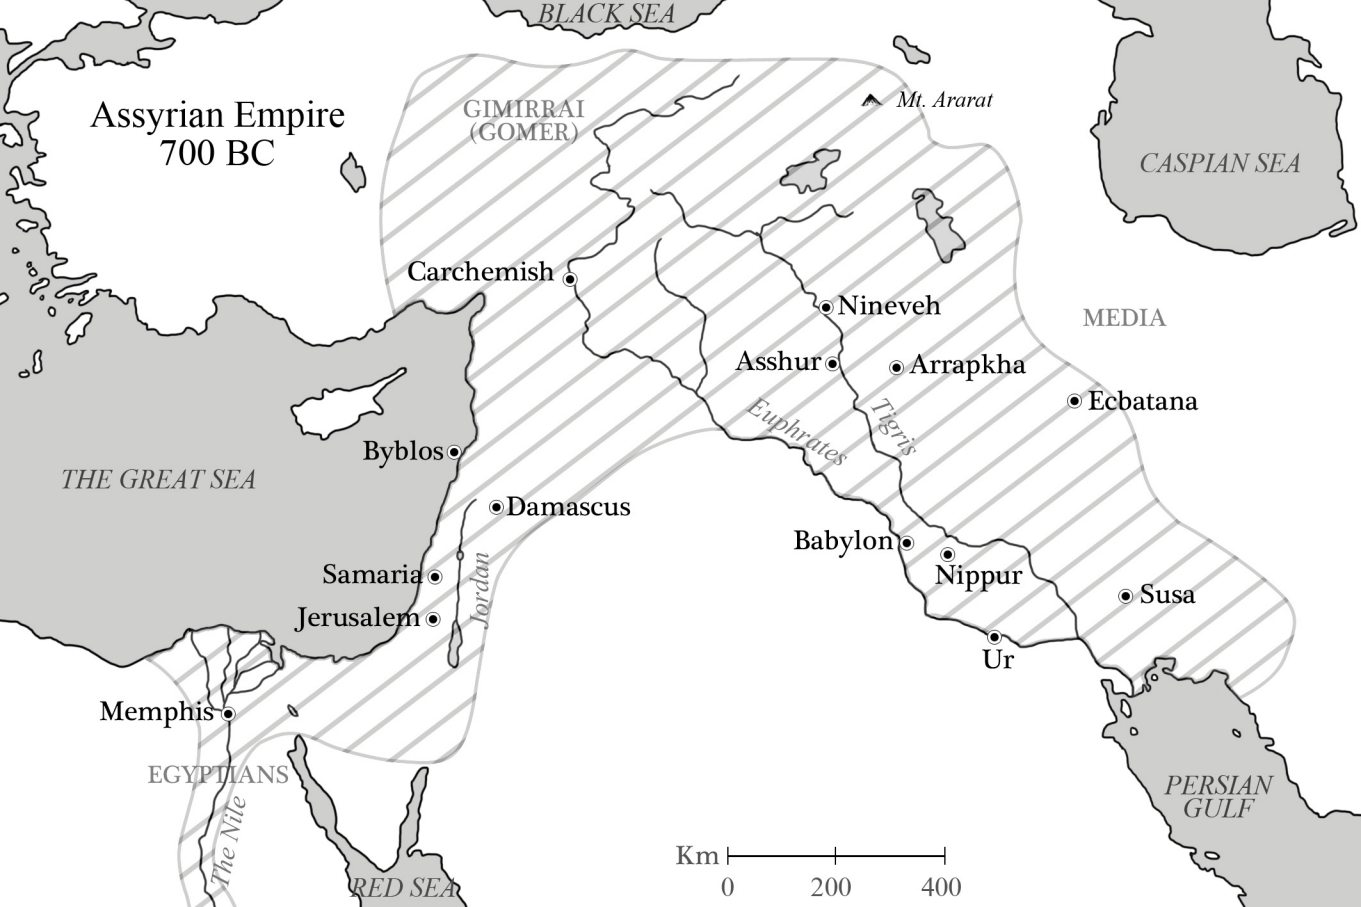 BLACK SEA
Assyrian Empire
700 BC
GIMIRRAI
(GOMER)
Mt. Ararat
CASPIAN SEA
Carchemish
Nineveh
MEDIA
Asshur
Arrapkha
Ecbatana
Euphrates
Tigris
Byblos
THE GREAT SEA
Damascus
Babylon
Nippur
Samaria
Jordan
Susa
Jerusalem
Ur
Memphis
EGYPTIANS
The Nile
PERSIAN
GULF
Km
0 200 400
RED SEA